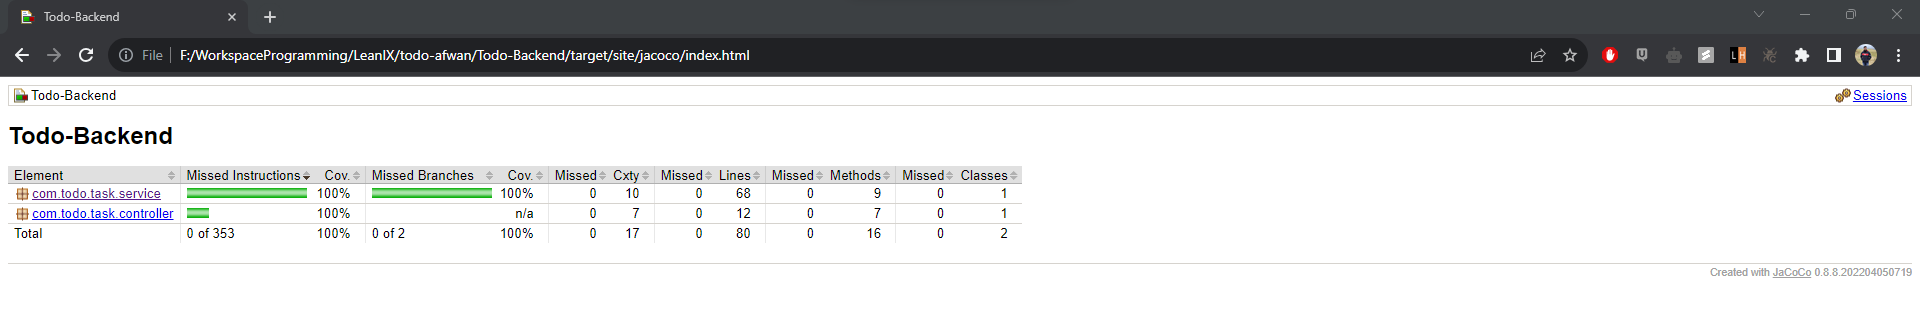 Todo-Backend
File F:/WorkspaceProgramming/LeanIX/todo-afwan/Todo-Backend/target/site/jacoco/index.html
Todo-Backend Sessions
Todo-Backend
Element Missed Instructions Cov. Missed Branches Cov. Missed Cxty Missed Lines Missed Methods Missed Classes
com.todo.task.service 100% 100% 0 10 0 68 0 9 0 1
com.todo.task.controller 100% n/a 0 7 0 12 0 7 0 1
Total 0 of 353 100% 0 of 2 100% 0 17 0 80 0 16 0 2
Created with JaCoCo 0.8.8.202204050719